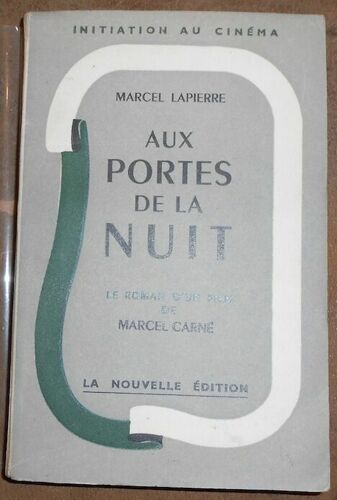 INITIATION AU CINÉMA
MARCEL LAPIERRE
AUX
PORTES
DE LA
NUIT
LE ROMAN D'UN FILM
DE
MARCEL CARNÉ
LA NOUVELLE ÉDITION